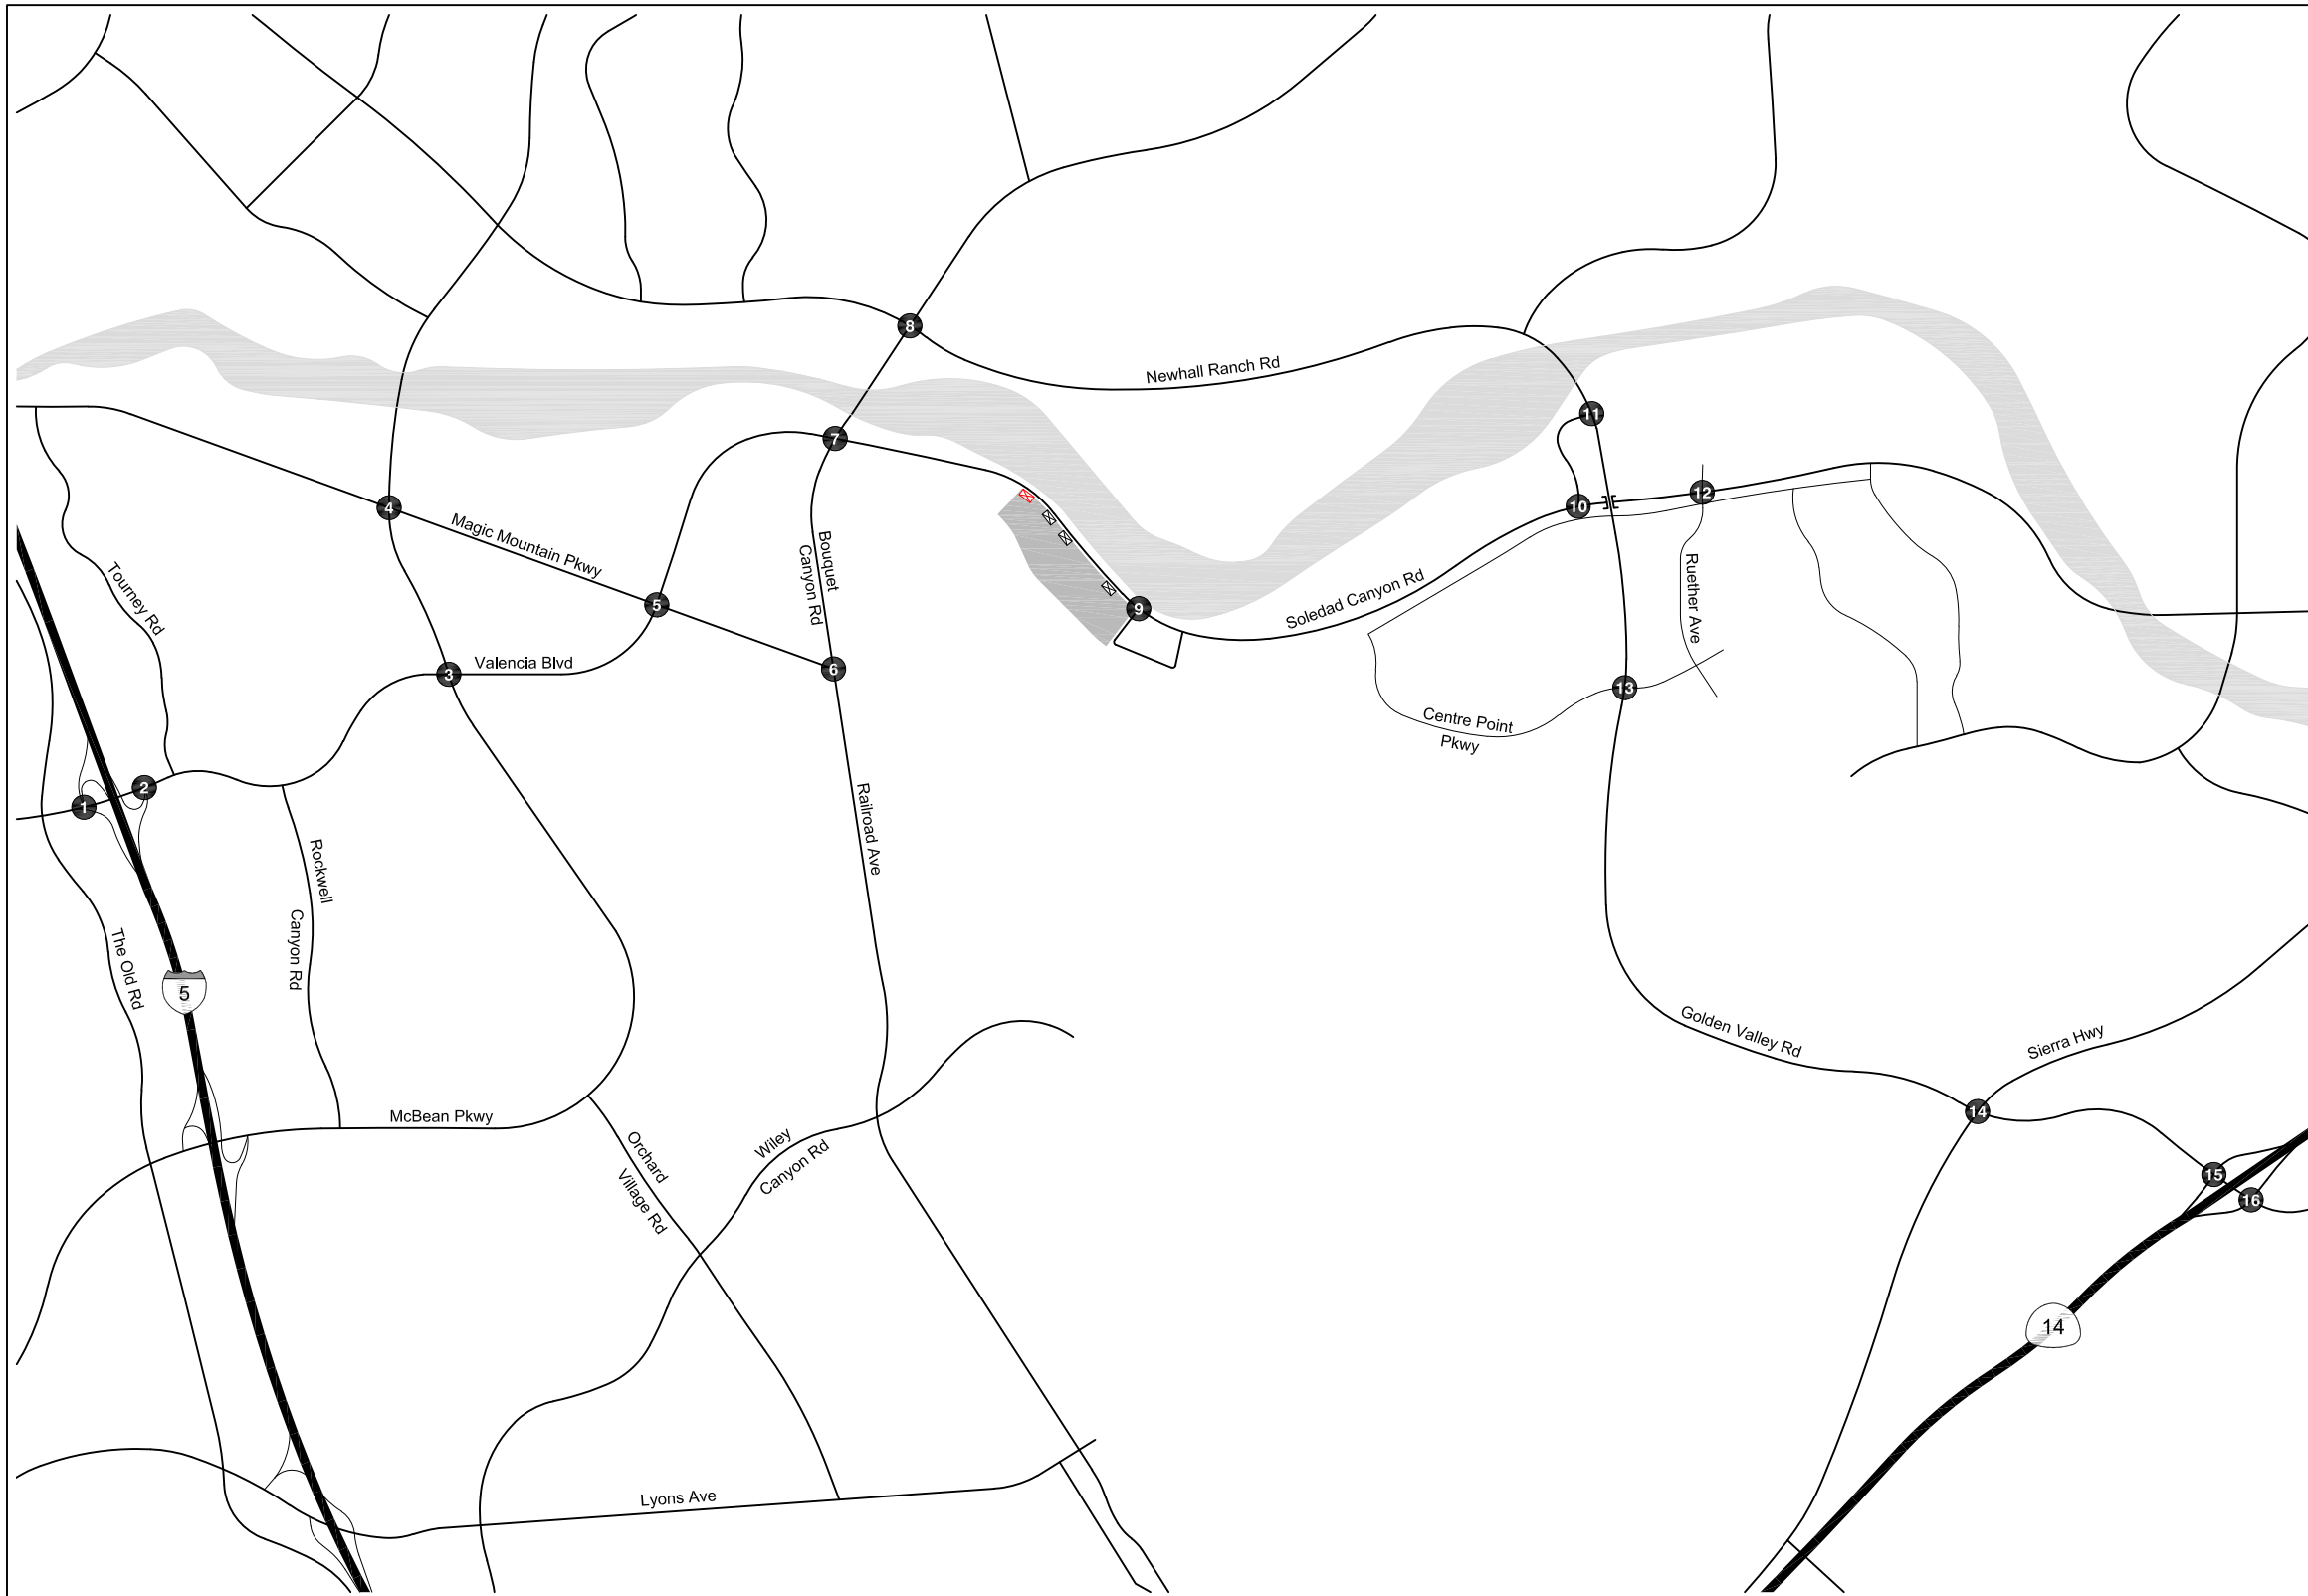 8
Newhall Ranch Rd
11
7
12
10
4
Magic Mountain Pkwy
Bouquet
Canyon Rd
Tourney Rd
Ruether Ave
5
9
Soledad Canyon Rd
Valencia Blvd
3
6
13
Centre Point
Pkwy
2
1
Railroad Ave
Rockwell
Canyon Rd
The Old Rd
5
Golden Valley Rd
Sierra Hwy
McBean Pkwy
14
Orchard
Village Rd
Wiley
Canyon Rd
15
16
14
Lyons Ave